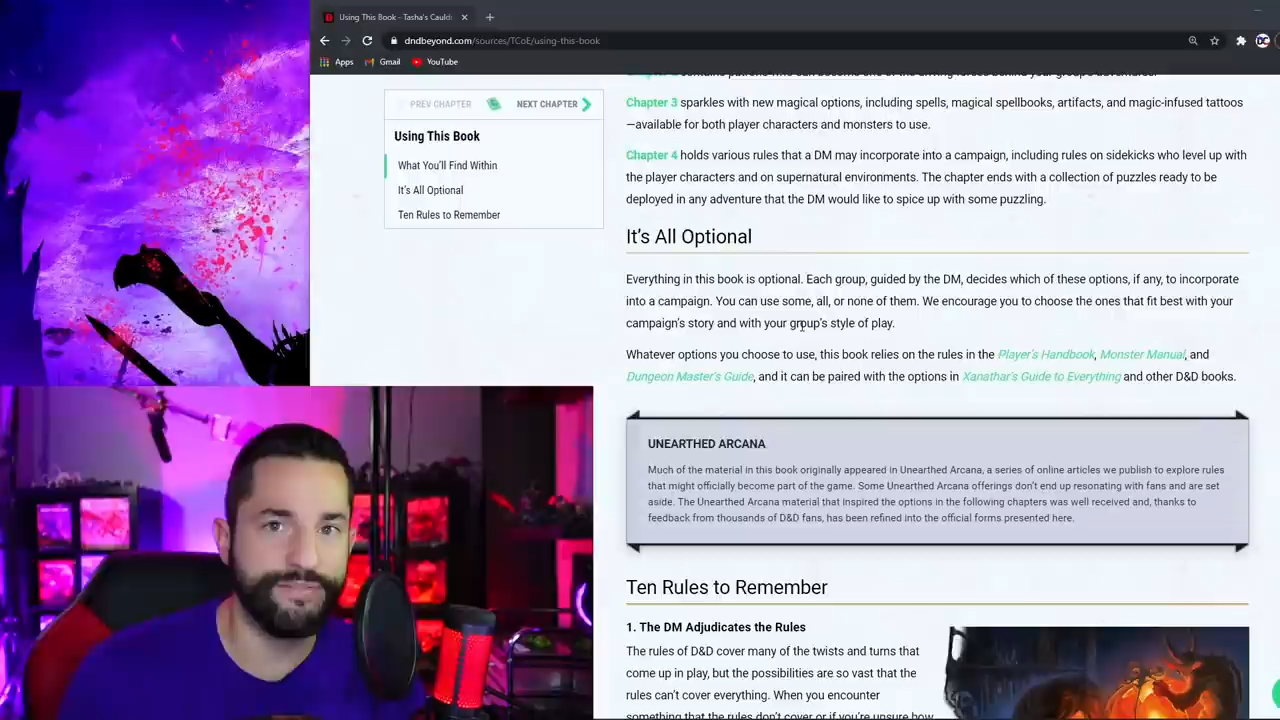 Using This Book - Tasha's Cauldr
dndbeyond.com/sources/TCoE/using-this-book
Apps
Gmail
YouTube
PREV CHAPTER
NEXT CHAPTER
Using This Book
What You'll Find Within
It's All Optional
Ten Rules to Remember
Chapter 3 sparkles with new magical options, including spells, magical spellbooks, artifacts, and magic-infused tattoos
—available for both player characters and monsters to use.
Chapter 4 holds various rules that a DM may incorporate into a campaign, including rules on sidekicks who level up with
the player characters and on supernatural environments. The chapter ends with a collection of puzzles ready to be
deployed in any adventure that the DM would like to spice up with some puzzling.
It's All Optional
Everything in this book is optional. Each group, guided by the DM, decides which of these options, if any, to incorporate
into a campaign. You can use some, all, or none of them. We encourage you to choose the ones that fit best with your
campaign's story and with your group's style of play.
Whatever options you choose to use, this book relies on the rules in the Player's Handbook, Monster Manual, and
Dungeon Master's Guide, and it can be paired with the options in Xanathar's Guide to Everything and other D&D books.
UNEARTHED ARCANA
Much of the material in this book originally appeared in Unearthed Arcana, a series of online articles we publish to explore rules
that might officially become part of the game. Some Unearthed Arcana offerings don't end up resonating with fans and are set
aside. The Unearthed Arcana material that inspired the options in the following chapters was well received and, thanks to
feedback from thousands of D&D fans, has been refined into the official forms presented here.
Ten Rules to Remember
1. The DM Adjudicates the Rules
The rules of D&D cover many of the twists and turns that
come up in play, but the possibilities are so vast that the
rules can't cover everything. When you encounter
something that the rules don't cover or if you're unsure how